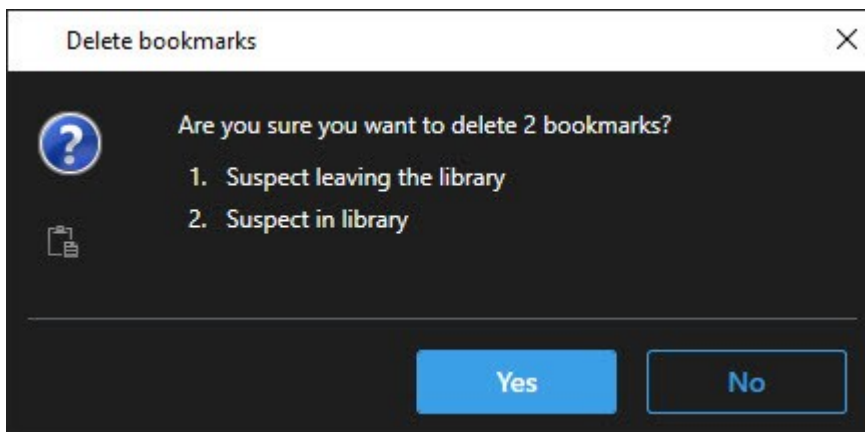 Delete bookmarks
Are you sure you want to delete 2 bookmarks?
1. Suspect leaving the library
2. Suspect in library
Yes
No